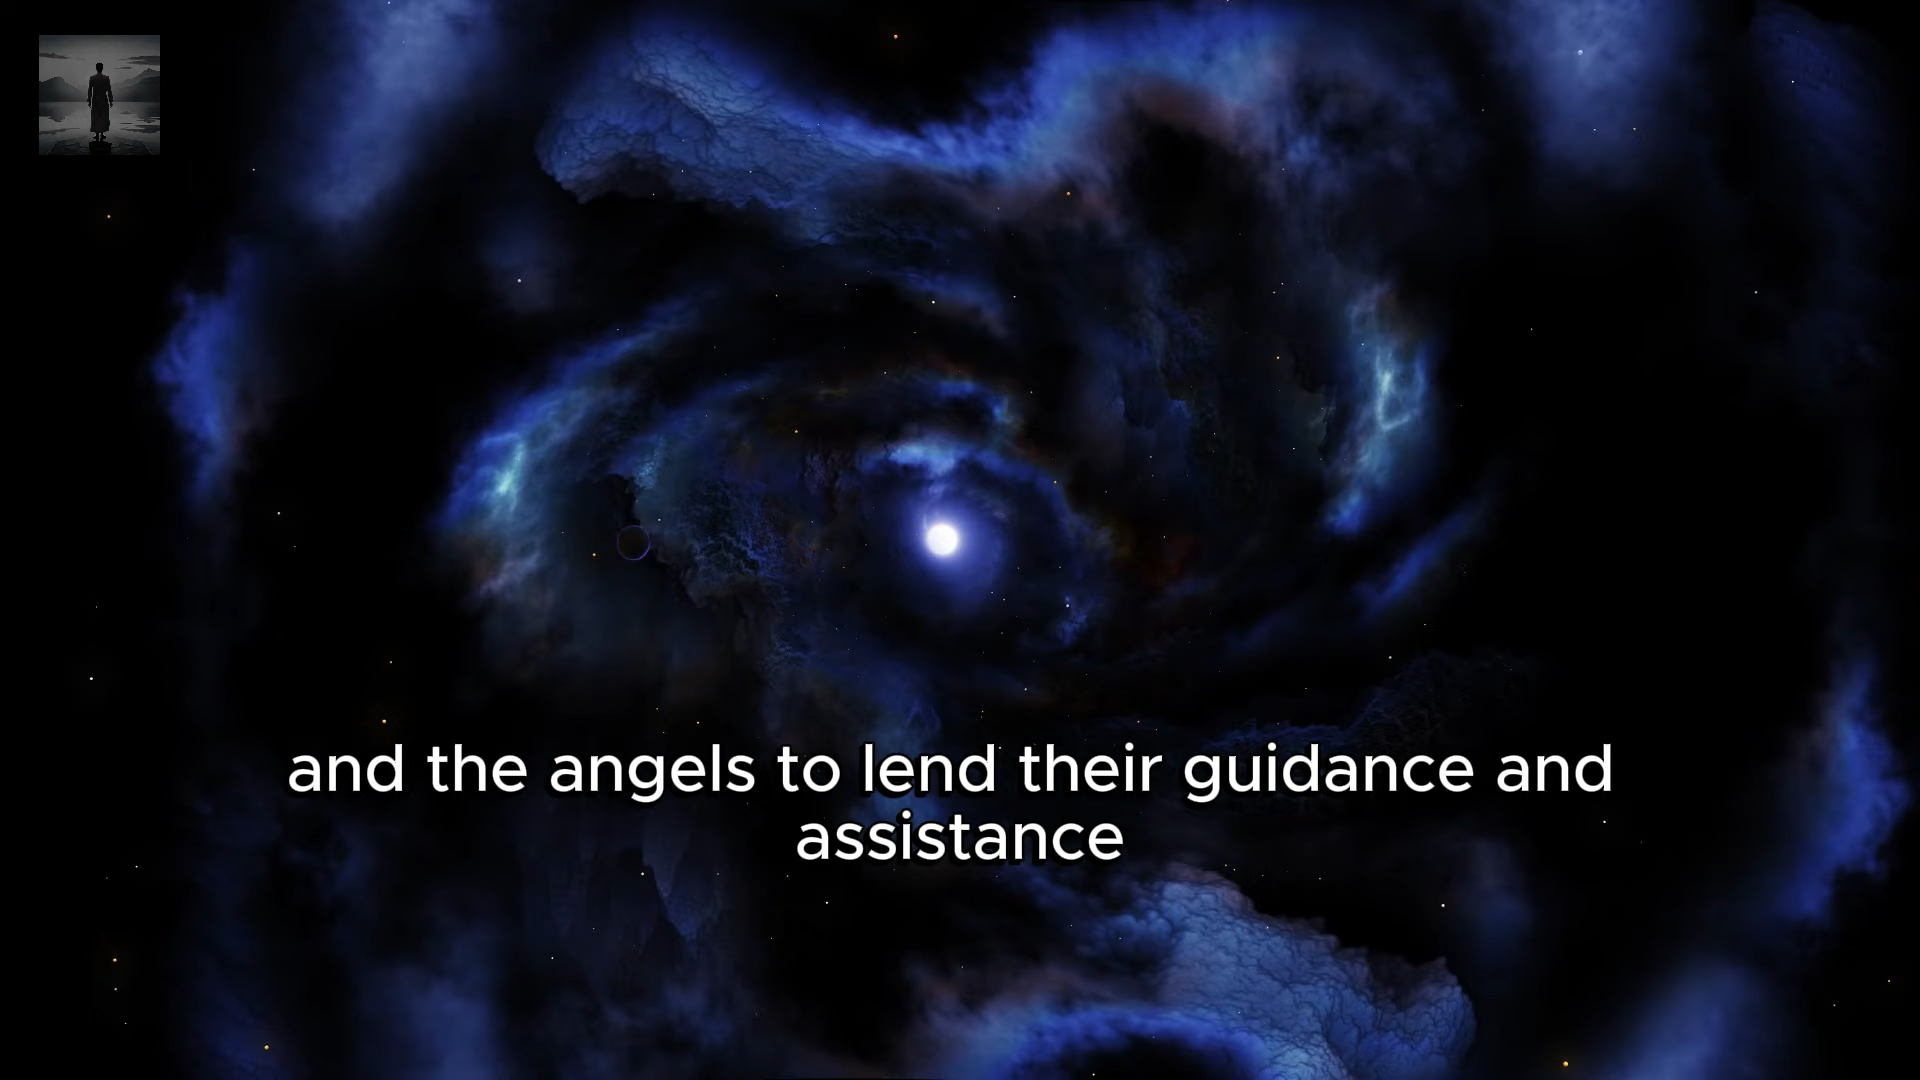 and the angels to lend their guidance and
assistance